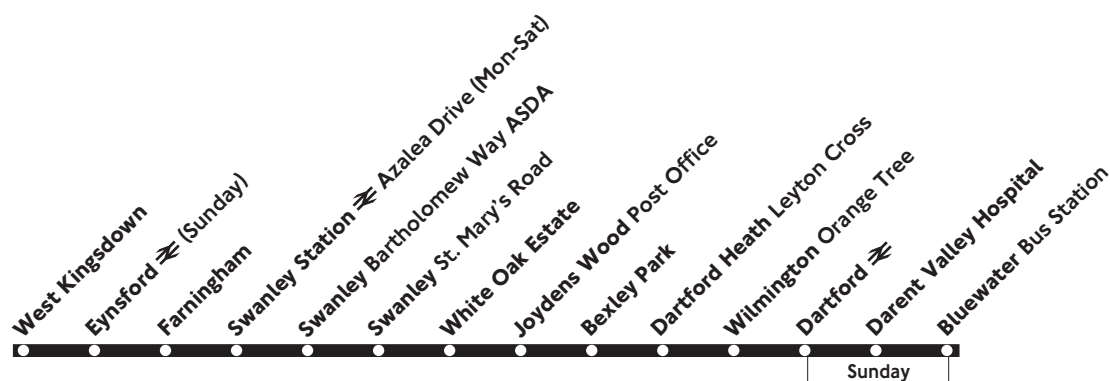 West Kingsdown
Eynsford (Sunday)
Farningham
Swanley Station Azalea Drive (Mon-Sat)
Swanley Bartholomew Way ASDA
Swanley St. Mary's Road
White Oak Estate
Joydens Wood Post Office
Bexley Park
Dartford Heath Leyton Cross
Wilmington Orange Tree
Dartford
Darent Valley Hospital
Bluewater Bus Station
Sunday